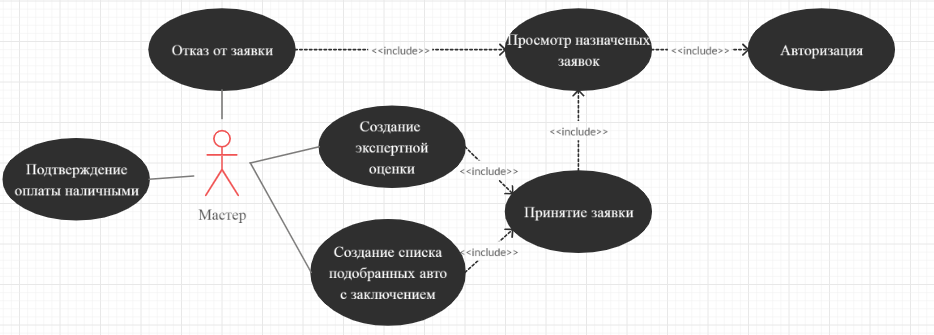 Отказ от заявки
<<include>>
Просмотр назначеных
заявок
<<include>>
Авторизация
<<include>>
Создание
экспертной
оценки
<<include>>
Подтверждение
оплаты наличными
Мастер
Принятие заявки
<<include>>
Создание списка
подобранных авто
с заключением